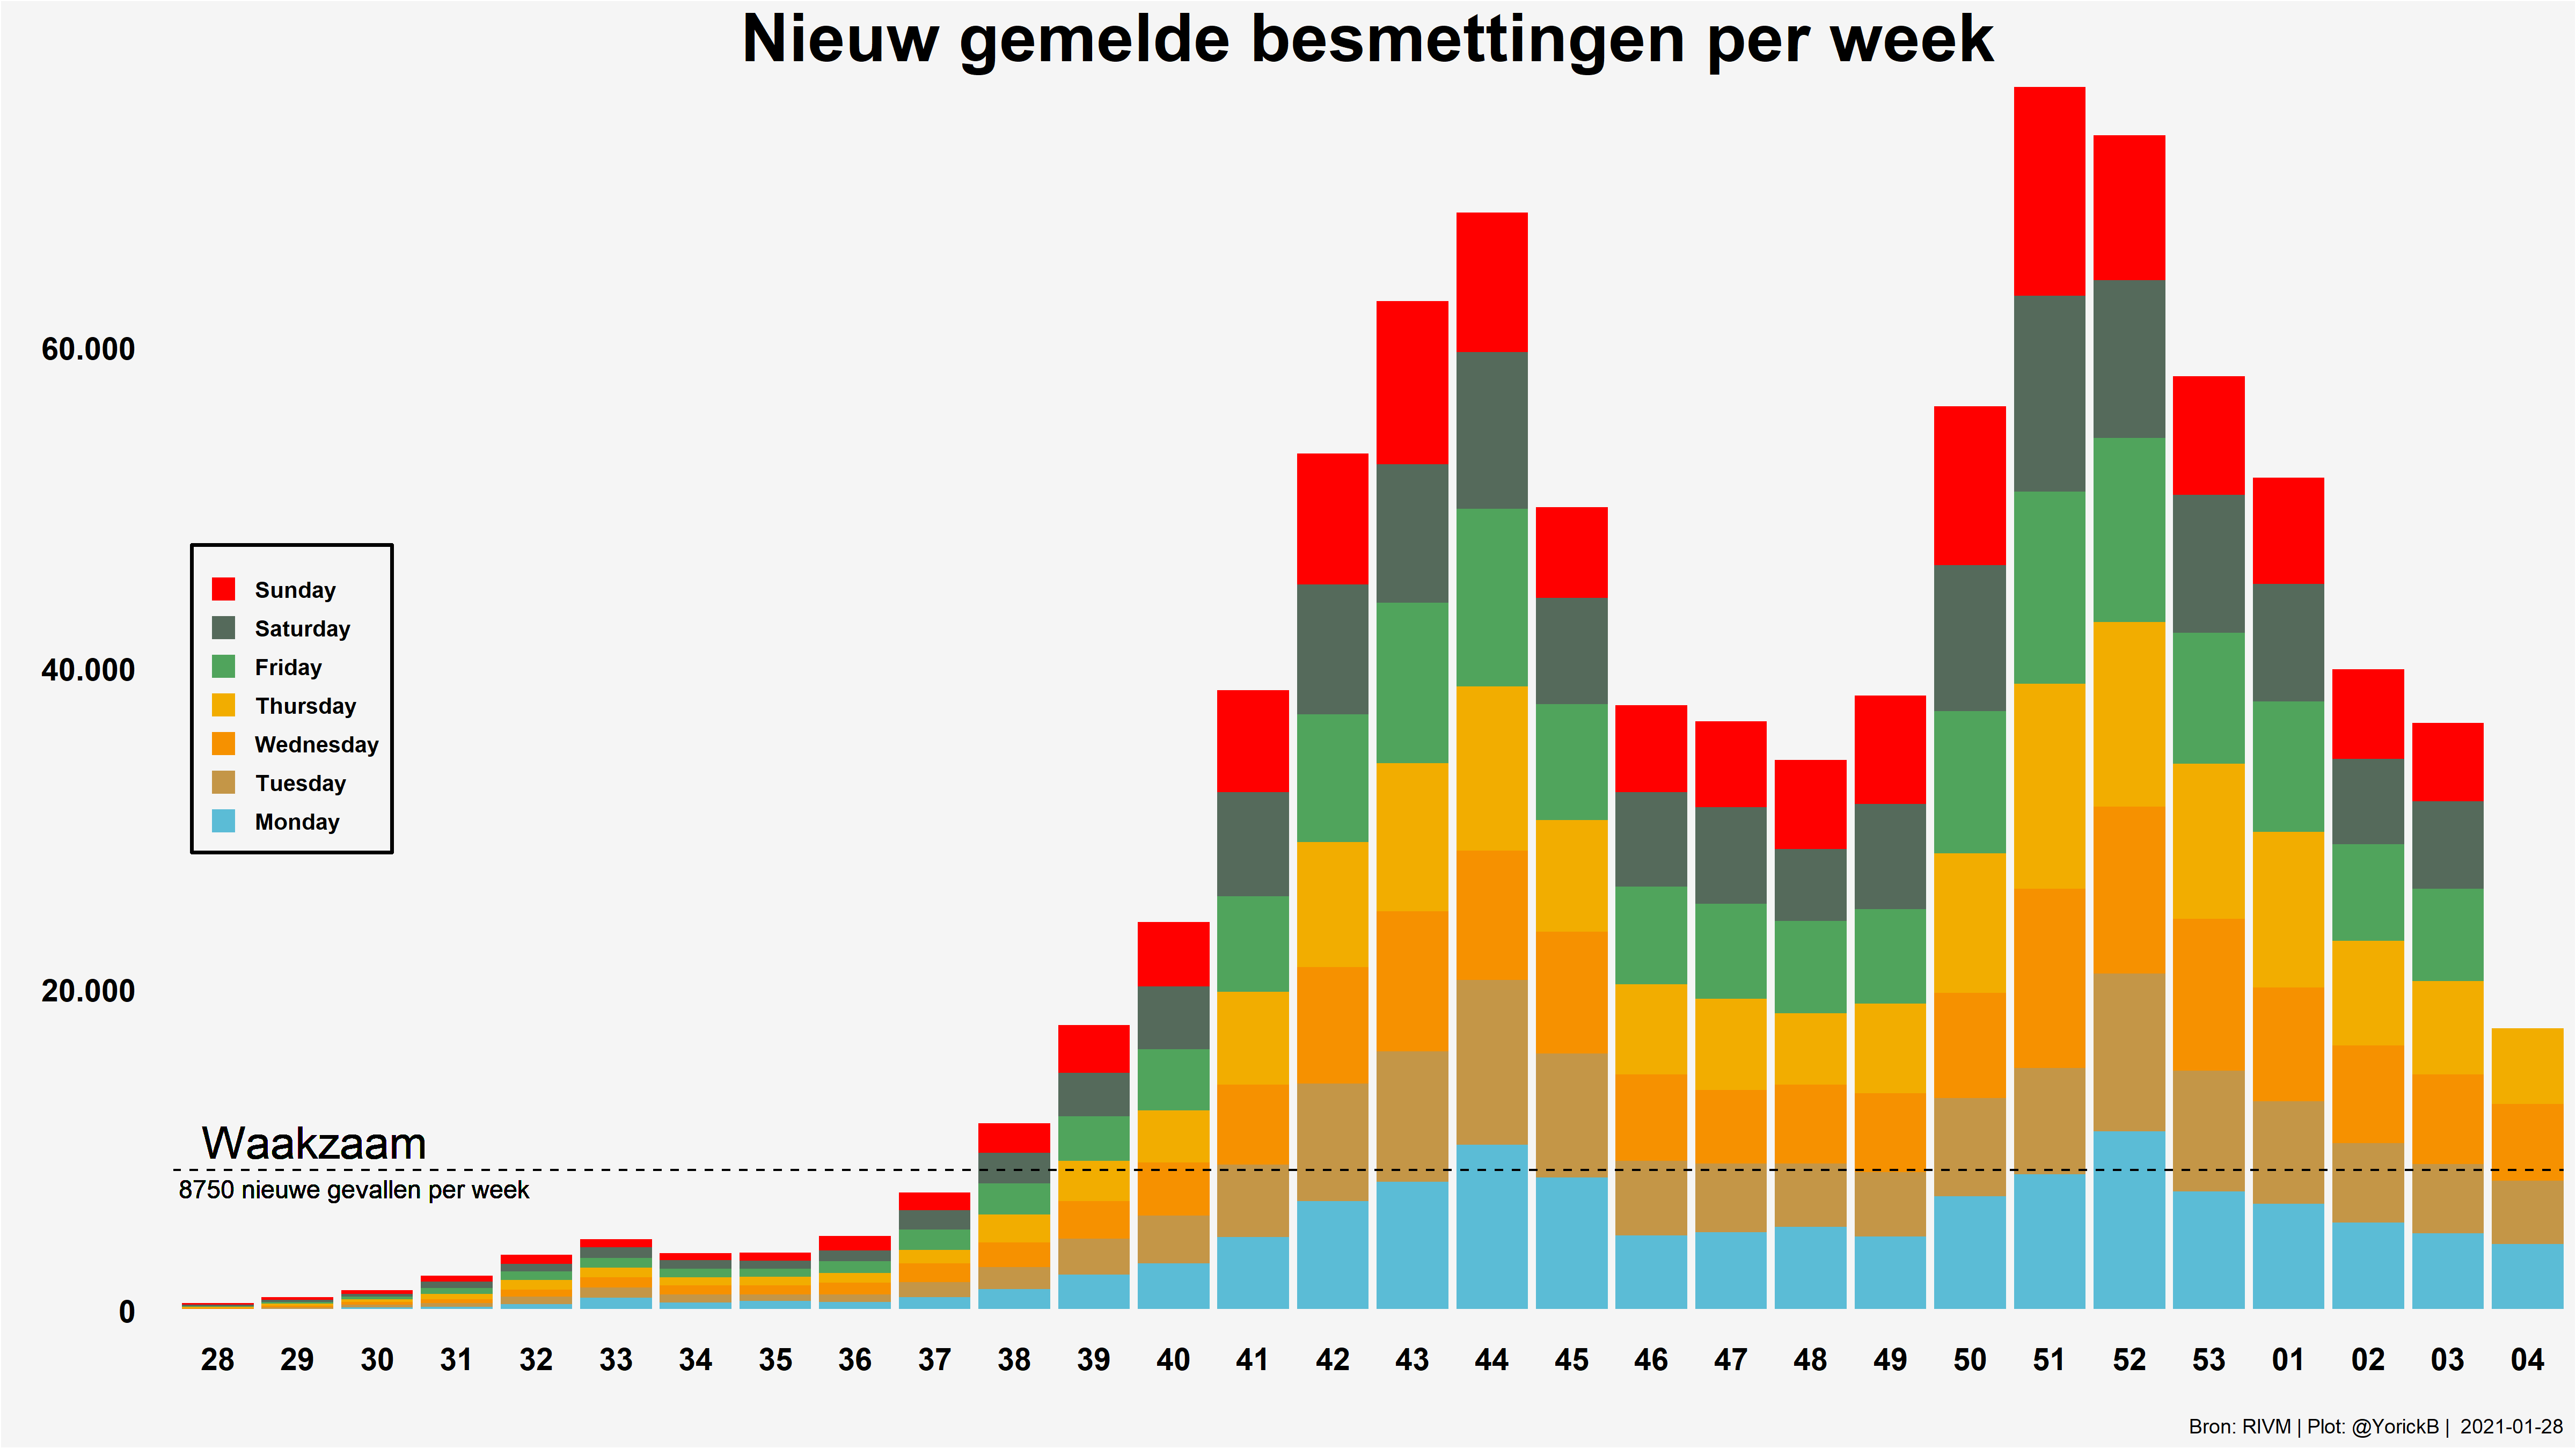 Nieuw gemelde besmettingen per week
60.000
40.000
20.000
0
Sunday
Saturday
Friday
Thursday
Wednesday
Tuesday
Monday
Waakzaam
8750 nieuwe gevallen per week
28 29 30 31 32 33 34 35 36 37 38 39 40 41 42 43 44 45 46 47 48 49 50 51 52 53 01 02 03 04
Bron: RIVM | Plot: @YorickB | 2021-01-28